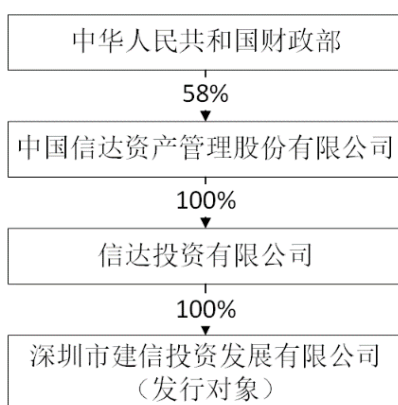 中华人民共和国财政部
58%
中国信达资产管理股份有限公司
100%
信达投资有限公司
100%
深圳市建信投资发展有限公司
（发行对象）